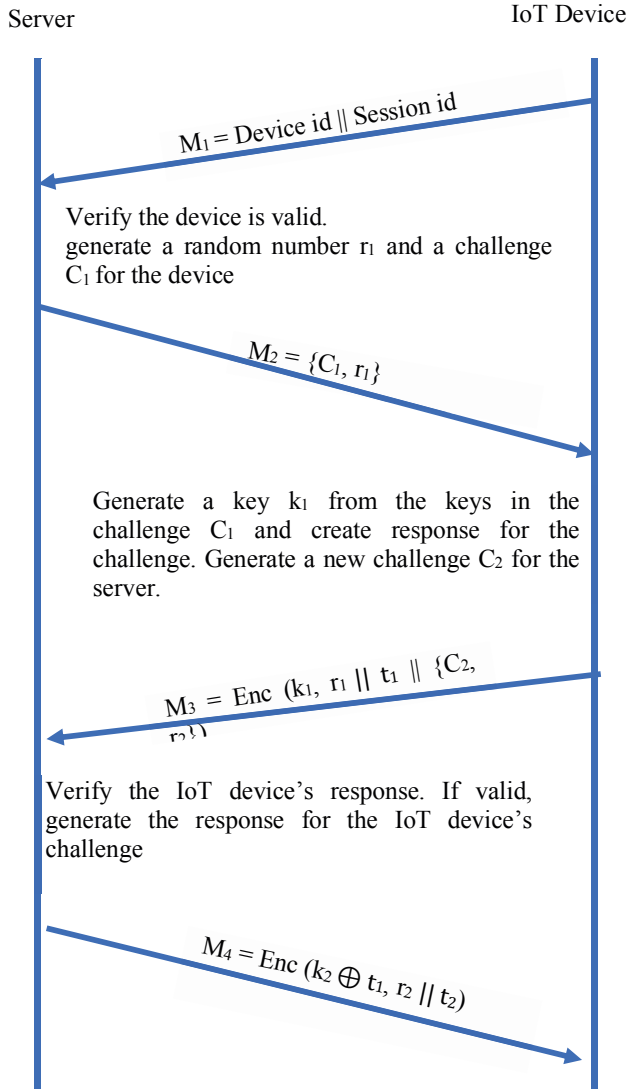 Server
IoT Device
M₁ = Device id || Session id
Verify the device is valid.
generate a random number r₁ and a challenge
C₁ for the device
M₂ = {C₁, r₁}
Generate a key k₁ from the keys in the
challenge C₁ and create response for the
challenge. Generate a new challenge C₂ for the
server.
M₃ = Enc (k₁, r₁ || t₁ || {C₂,
r₂})
Verify the IoT device’s response. If valid,
generate the response for the IoT device’s
challenge
M₄ = Enc (k₂ ⊕ t₁, r₂ || t₂)